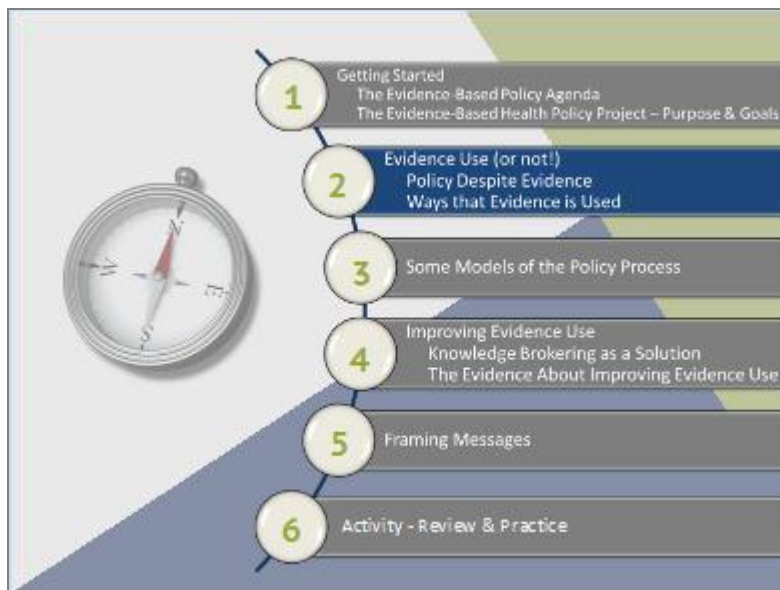 1
Getting Started
The Evidence-Based Policy Agenda
The Evidence-Based Health Policy Project – Purpose & Goals
2
Evidence Use (or not!)
Policy Despite Evidence
Ways that Evidence is Used
3
Some Models of the Policy Process
4
Improving Evidence Use
Knowledge Brokering as a Solution
The Evidence About Improving Evidence Use
5
Framing Messages
6
Activity - Review & Practice
N
W
E
S